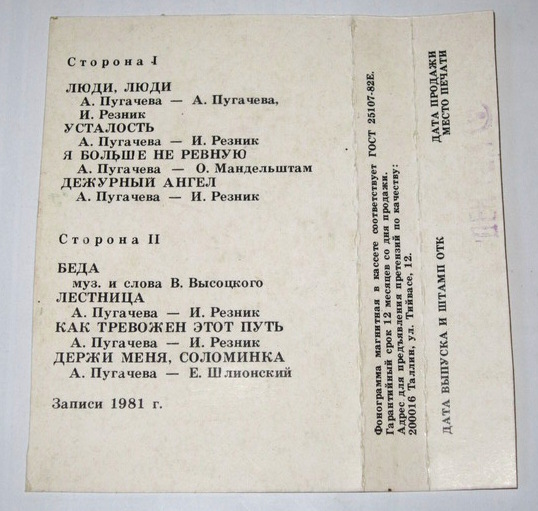 Сторона I
ЛЮДИ, ЛЮДИ
А. Пугачева — А. Пугачева,
И. Резник
УСТАЛОСТЬ
А. Пугачева — И. Резник
Я БОЛЬШЕ НЕ РЕВНУЮ
А. Пугачева — О. Мандельштам
ДЕЖУРНЫЙ АНГЕЛ
А. Пугачева — И. Резник
Сторона II
БЕДА
муз. и слова В. Высоцкого
ЛЕСТНИЦА
А. Пугачева — И. Резник
КАК ТРЕВОЖЕН ЭТОТ ПУТЬ
А. Пугачева — И. Резник
ДЕРЖИ МЕНЯ, СОЛОМИНКА
А. Пугачева — Е. Шлионский
Записи 1981 г.
Фонограмма магнитная в кассете соответствует ГОСТ 25107-82Е.
Гарантийный срок 12 месяцев со дня продажи.
Адрес для предъявления претензий по качеству:
200016 Таллин, ул. Тийвасе, 12.
ДАТА ВЫПУСКА И ШТАМП ОТК
ДАТА ПРОДАЖИ
МЕСТО ПЕЧАТИ